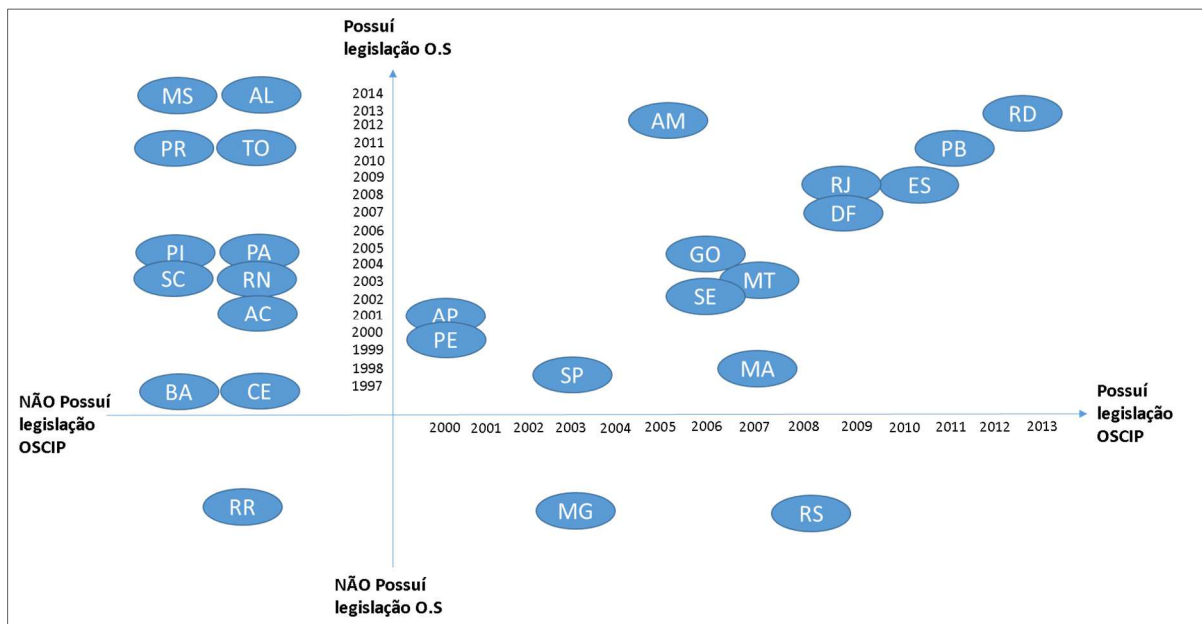 Possuí
legislação O.S
2014
2013
2012
2011
2010
2009
2008
2007
2006
2005
2004
2003
2002
2001
2000
1999
1998
1997
MS AL
AM RD
PR TO PB
RJ ES
DF
PI PA GO
SC RN MT
SE
AC AP
PE
SP MA
BA CE
NÃO Possuí
legislação
OSCIP
Possuí
legislação
OSCIP
2000 2001 2002 2003 2004 2005 2006 2007 2008 2009 2010 2011 2012 2013
RR MG RS
NÃO Possuí
legislação O.S